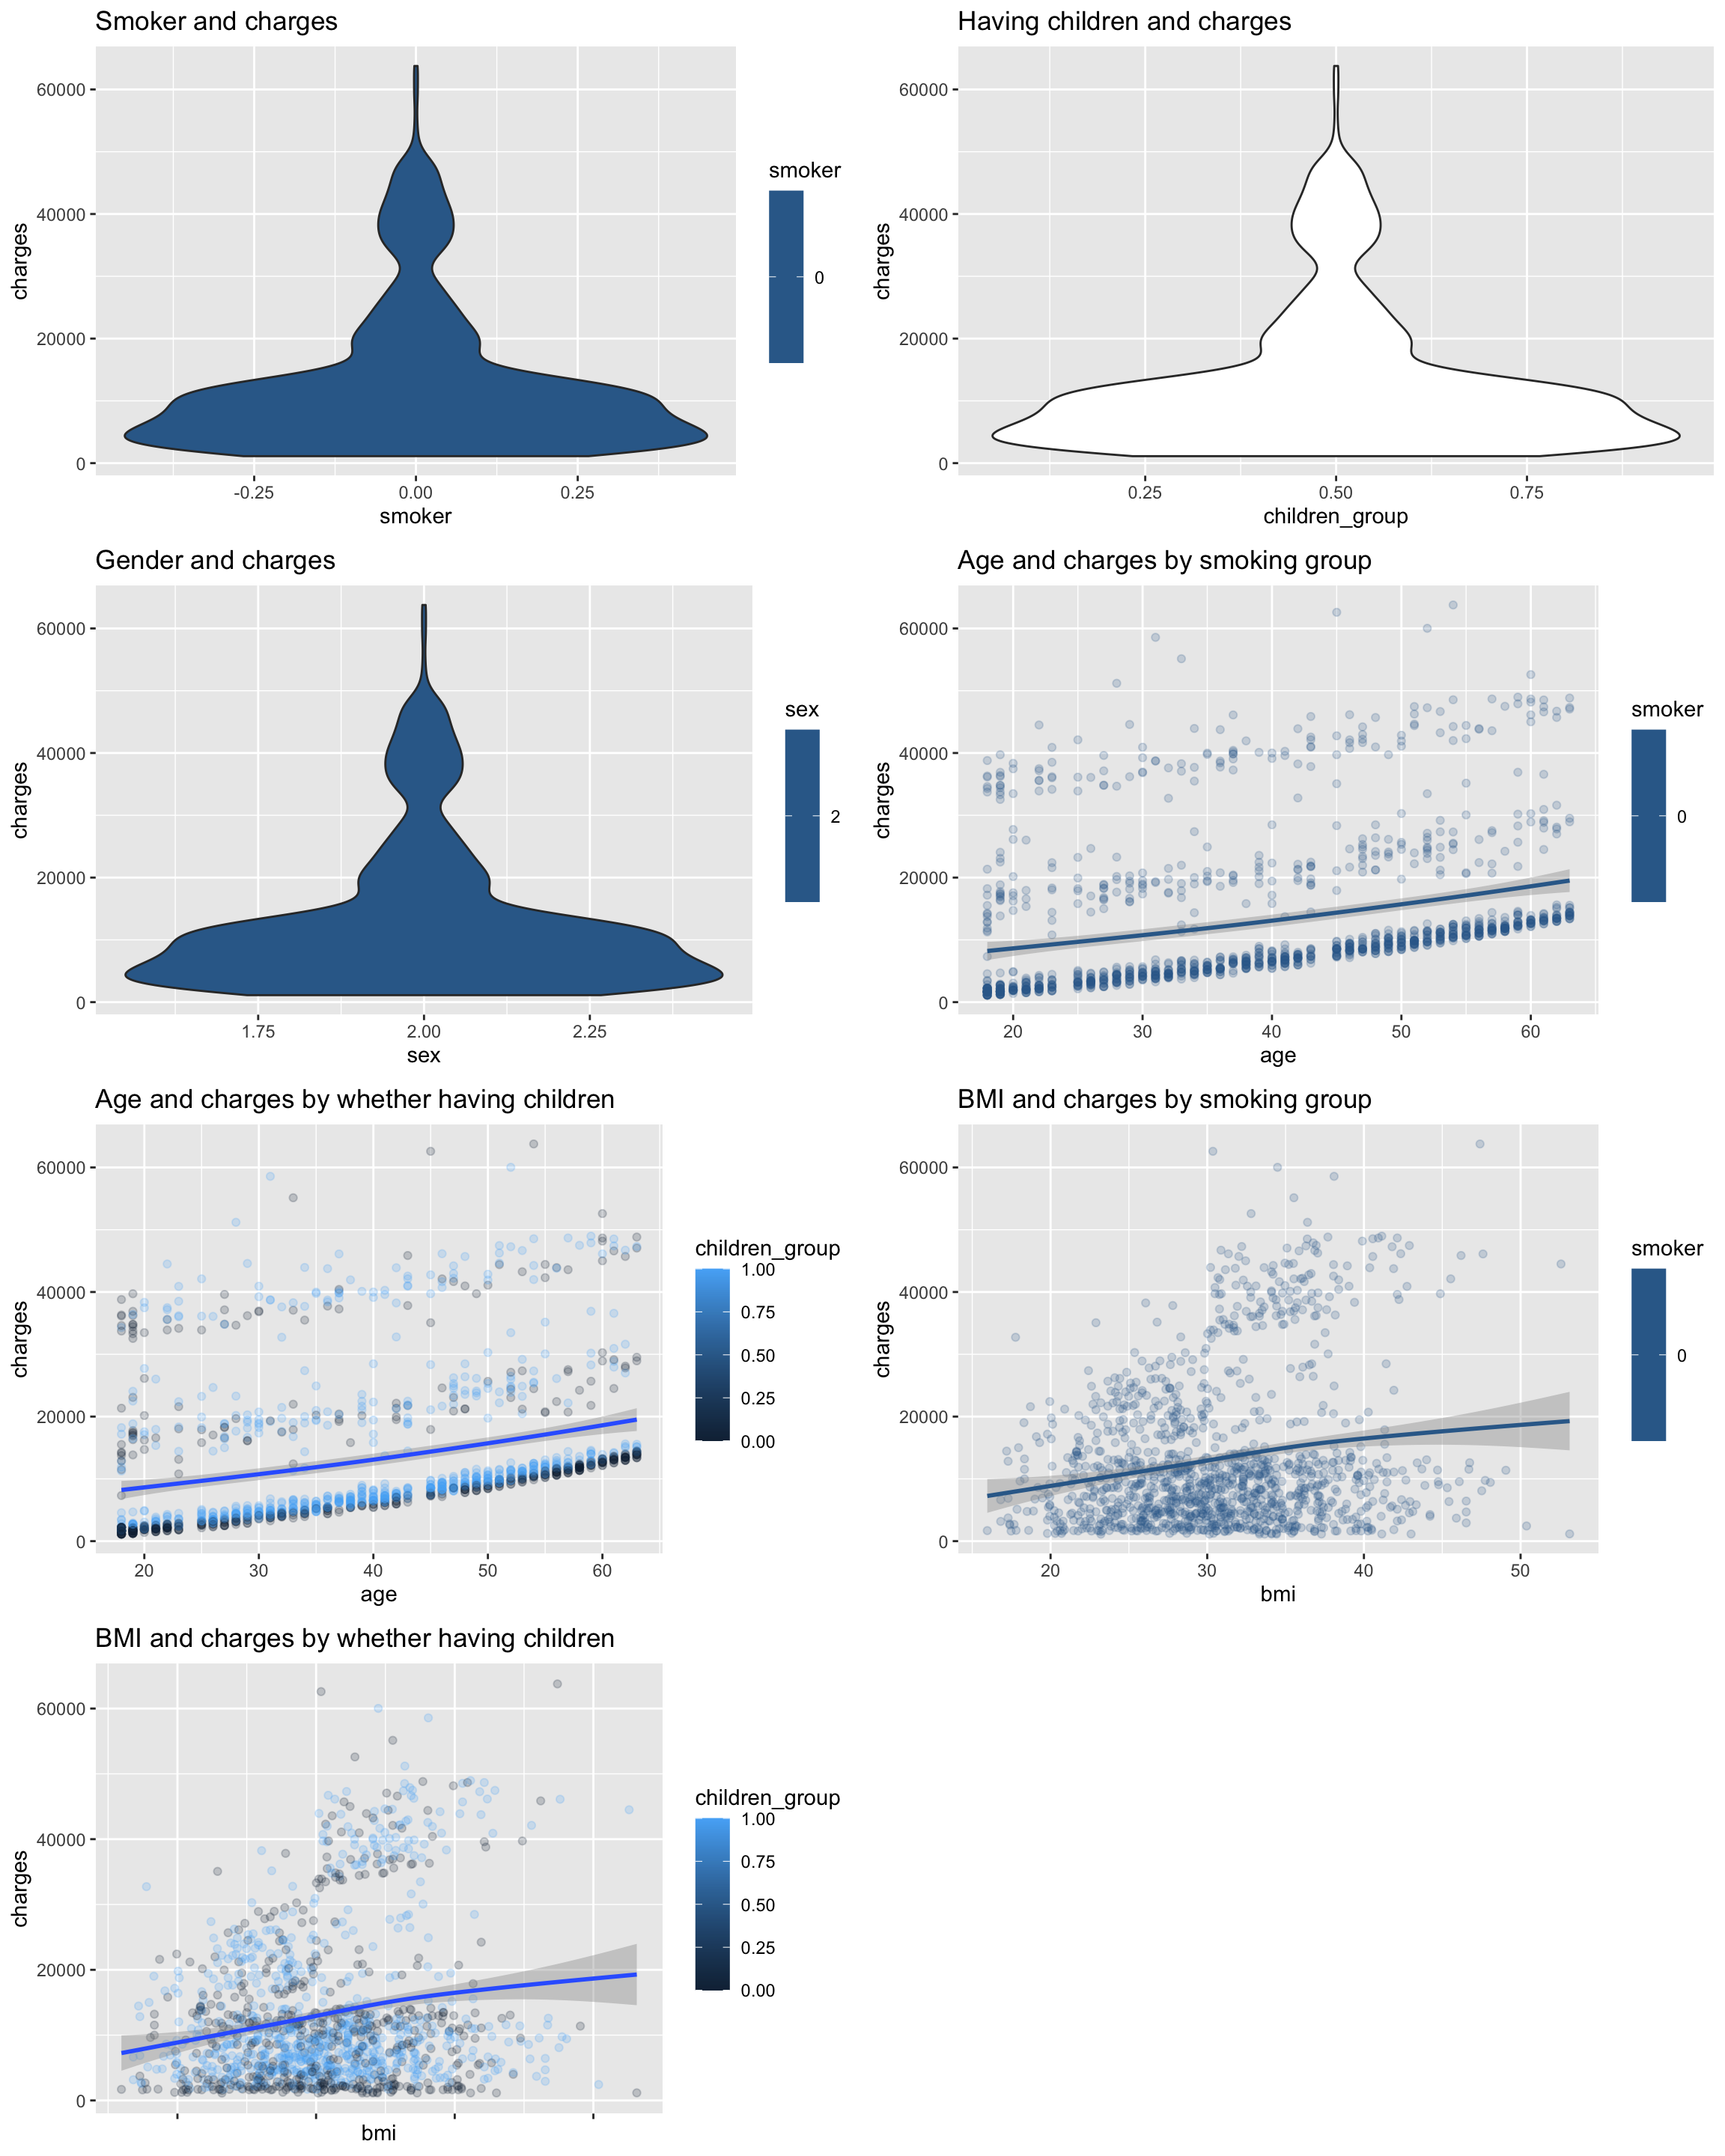 Smoker and charges
60000
40000
20000
0
charges
-0.25 0.00 0.25
smoker
smoker
0
Having children and charges
60000
40000
20000
0
charges
0.25 0.50 0.75
children_group
Gender and charges
60000
40000
20000
0
charges
1.75 2.00 2.25
sex
sex
2
Age and charges by smoking group
60000
40000
20000
0
charges
20 30 40 50 60
age
smoker
0
Age and charges by whether having children
60000
40000
20000
0
charges
20 30 40 50 60
age
children_group
1.00
0.75
0.50
0.25
0.00
BMI and charges by smoking group
60000
40000
20000
0
charges
20 30 40 50
bmi
smoker
0
BMI and charges by whether having children
60000
40000
20000
0
charges
bmi
children_group
1.00
0.75
0.50
0.25
0.00